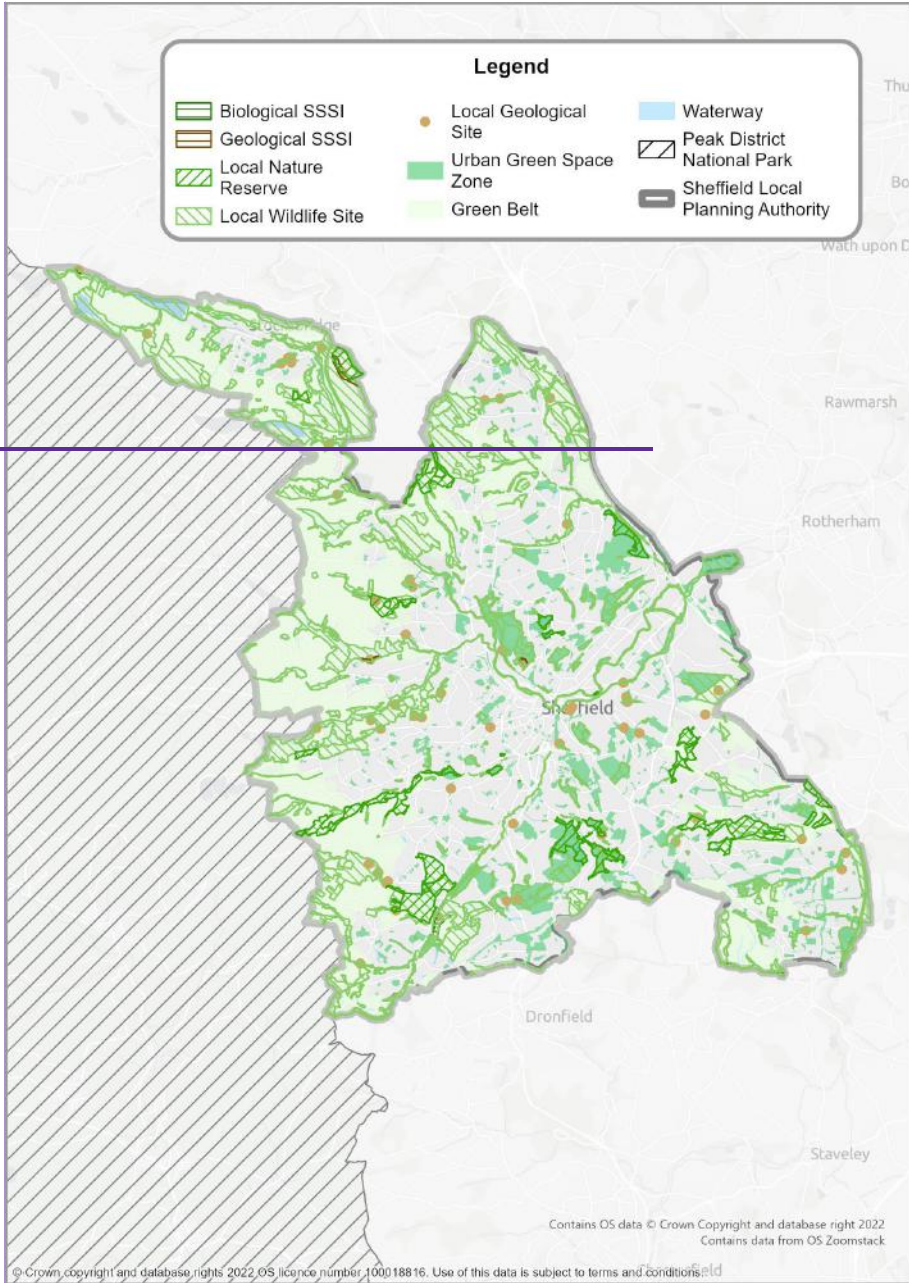 Legend
Biological SSSI
Geological SSSI
Local Nature
Reserve
Local Wildlife Site
Local Geological
Site
Urban Green Space
Zone
Green Belt
Waterway
Peak District
National Park
Sheffield Local
Planning Authority
Thu
Bo
Wath upon D
Rawmarsh
Rotherham
Sheffield
Dronfield
Staveley
Contains OS data © Crown Copyright and database right 2022
Contains data from OS Zoomstack
© Crown copyright and database rights 2022 OS licence number 100018816. Use of this data is subject to terms and conditions.